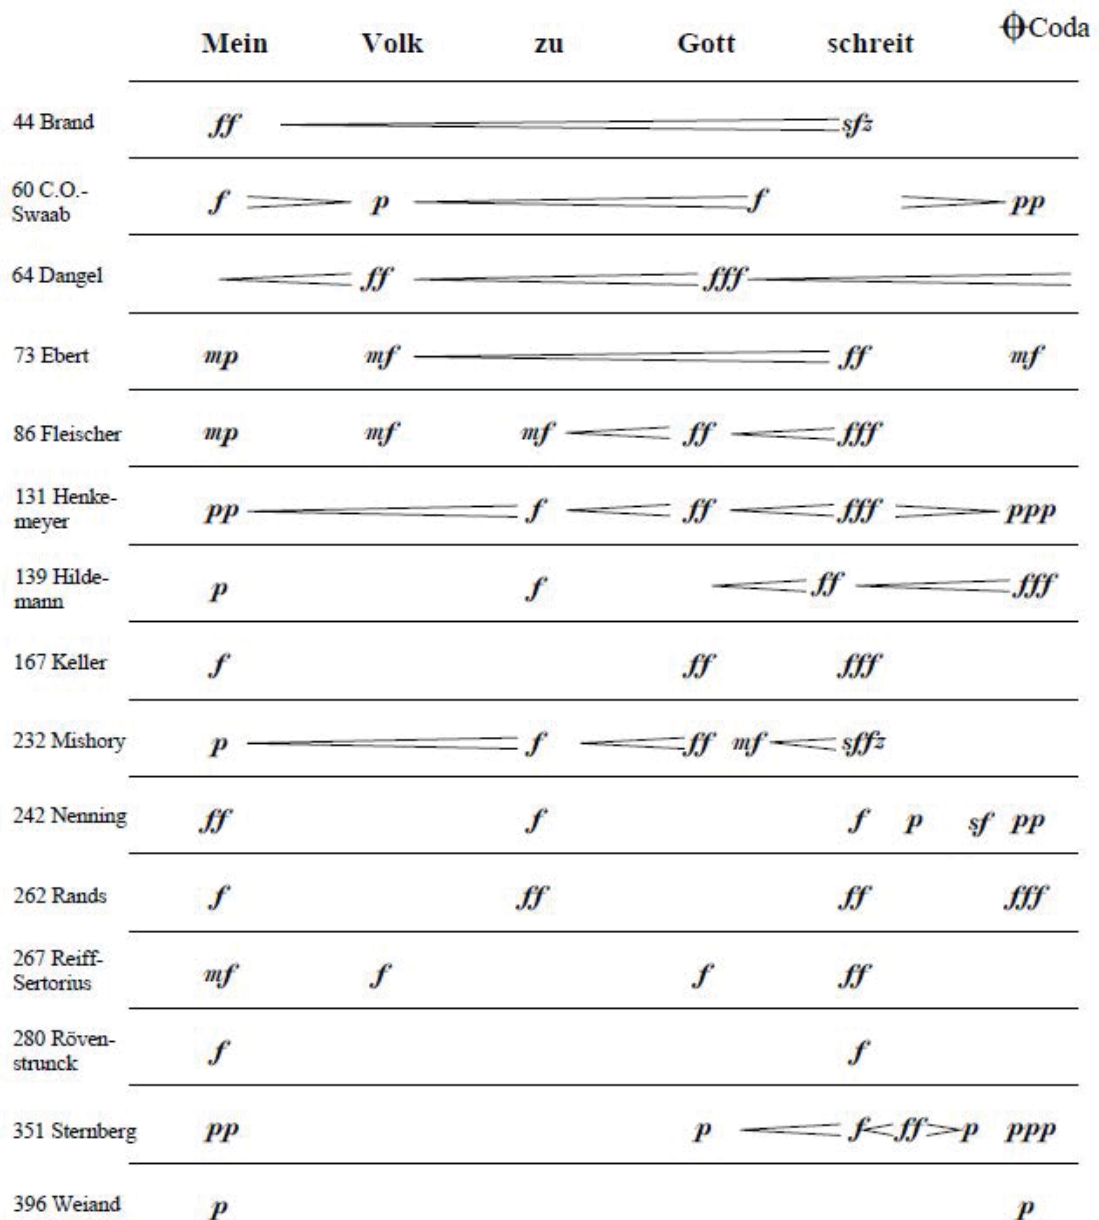 Mein Volk zu Gott schreit Coda
44 Brand ff sfz
60 C.O.-
Swaab f p f pp
64 Dangel ff fff
73 Ebert mp mf ff mf
86 Fleischer mp mf mf ff fff
131 Henke-
meyer pp f ff fff ppp
139 Hilde-
mann p f ff fff
167 Keller f ff fff
232 Mishory p f ff mf sffz
242 Nenning ff f f p sf pp
262 Rands f ff ff fff
267 Reiff-
Sertorius mf f f ff
280 Röven-
strunck f f
351 Sternberg pp p f ff p ppp
396 Weiand p p